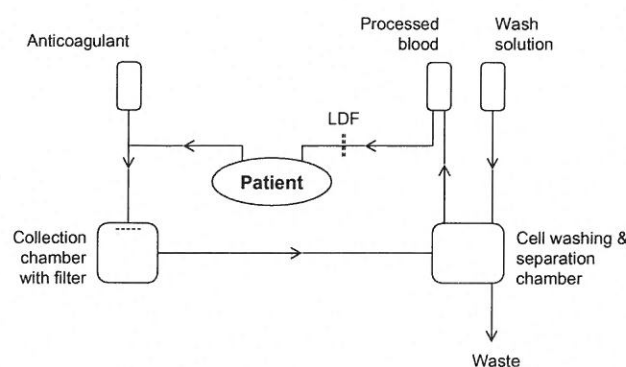 Anticoagulant
Processed
blood
Wash
solution
LDF
Patient
Collection
chamber
with filter
Cell washing &
separation
chamber
Waste